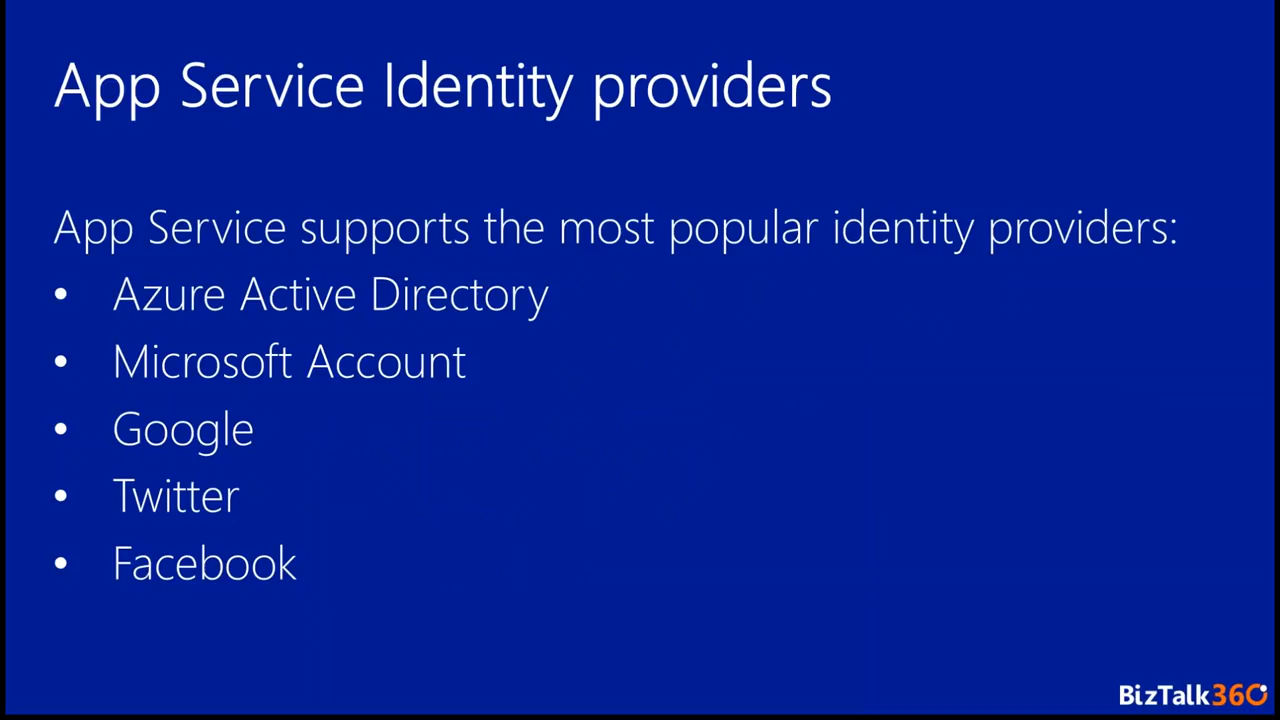 App Service Identity providers
App Service supports the most popular identity providers:
• Azure Active Directory
• Microsoft Account
• Google
• Twitter
• Facebook
BizTalk360